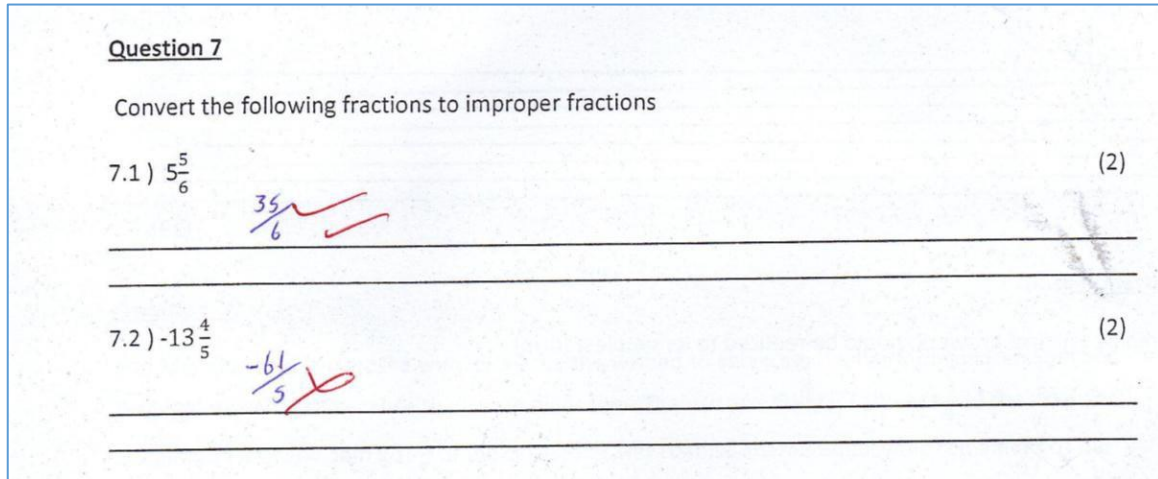 Question 7
Convert the following fractions to improper fractions
7.1 ) 5 5/6 (2)
35/6
7.2 ) -13 4/5 (2)
-61/5